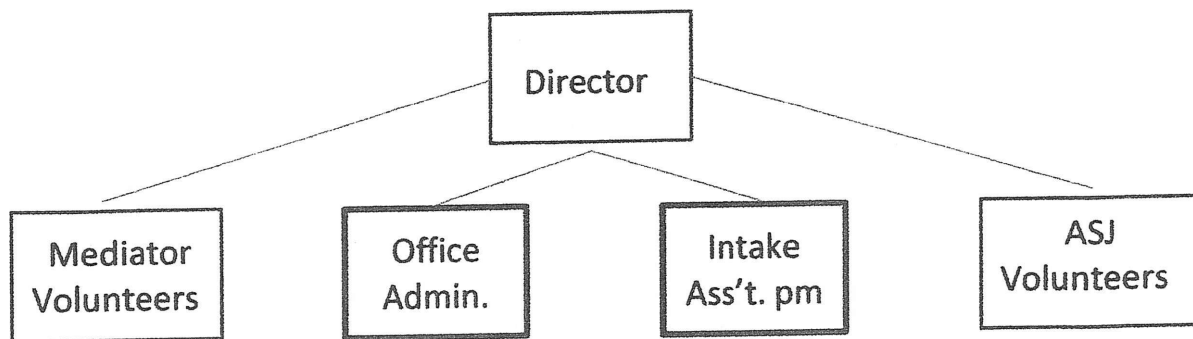 Director
Mediator
Volunteers
Office
Admin.
Intake
Ass't. pm
ASJ
Volunteers